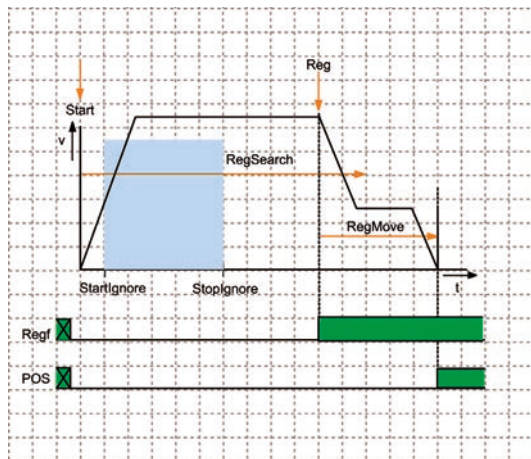 Reg
Start
v
RegSearch
RegMove
StartIgnore
StopIgnore
t
Regf
POS